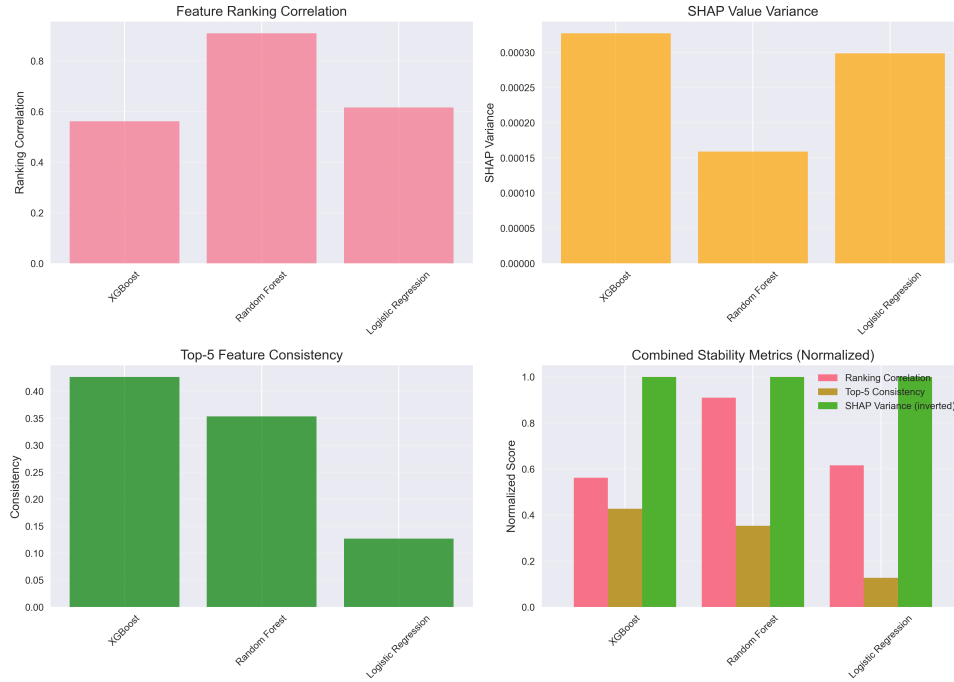 Feature Ranking Correlation
Ranking Correlation
0.8
0.6
0.4
0.2
0.0
XGBoost
Random Forest
Logistic Regression
SHAP Value Variance
SHAP Variance
0.00030
0.00025
0.00020
0.00015
0.00010
0.00005
0.00000
XGBoost
Random Forest
Logistic Regression
Top-5 Feature Consistency
Consistency
0.40
0.35
0.30
0.25
0.20
0.15
0.10
0.05
0.00
XGBoost
Random Forest
Logistic Regression
Combined Stability Metrics (Normalized)
Normalized Score
1.0
0.8
0.6
0.4
0.2
0.0
Ranking Correlation
Top-5 Consistency
SHAP Variance (inverted)
XGBoost
Random Forest
Logistic Regression